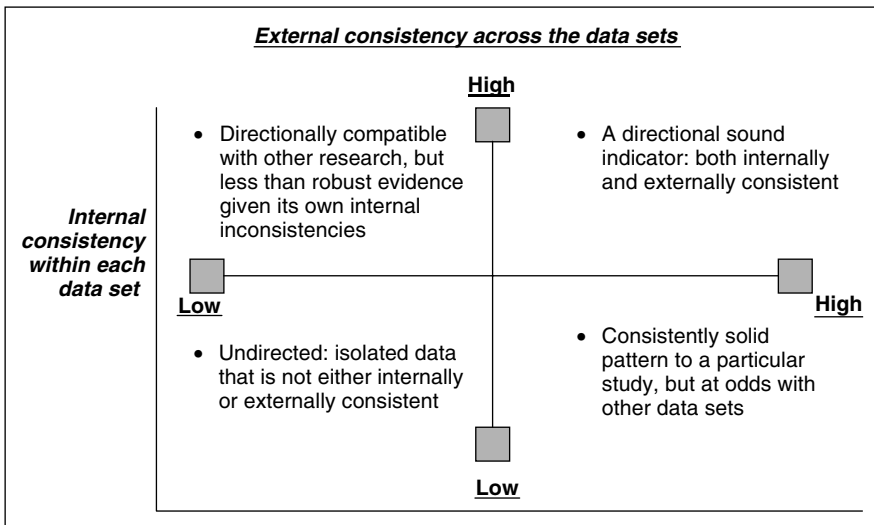 External consistency across the data sets
High
• Directionally compatible
with other research, but
less than robust evidence
given its own internal
inconsistencies
• A directional sound
indicator: both internally
and externally consistent
Internal
consistency
within each
data set
Low
High
• Undirected: isolated data
that is not either internally
or externally consistent
• Consistently solid
pattern to a particular
study, but at odds with
other data sets
Low